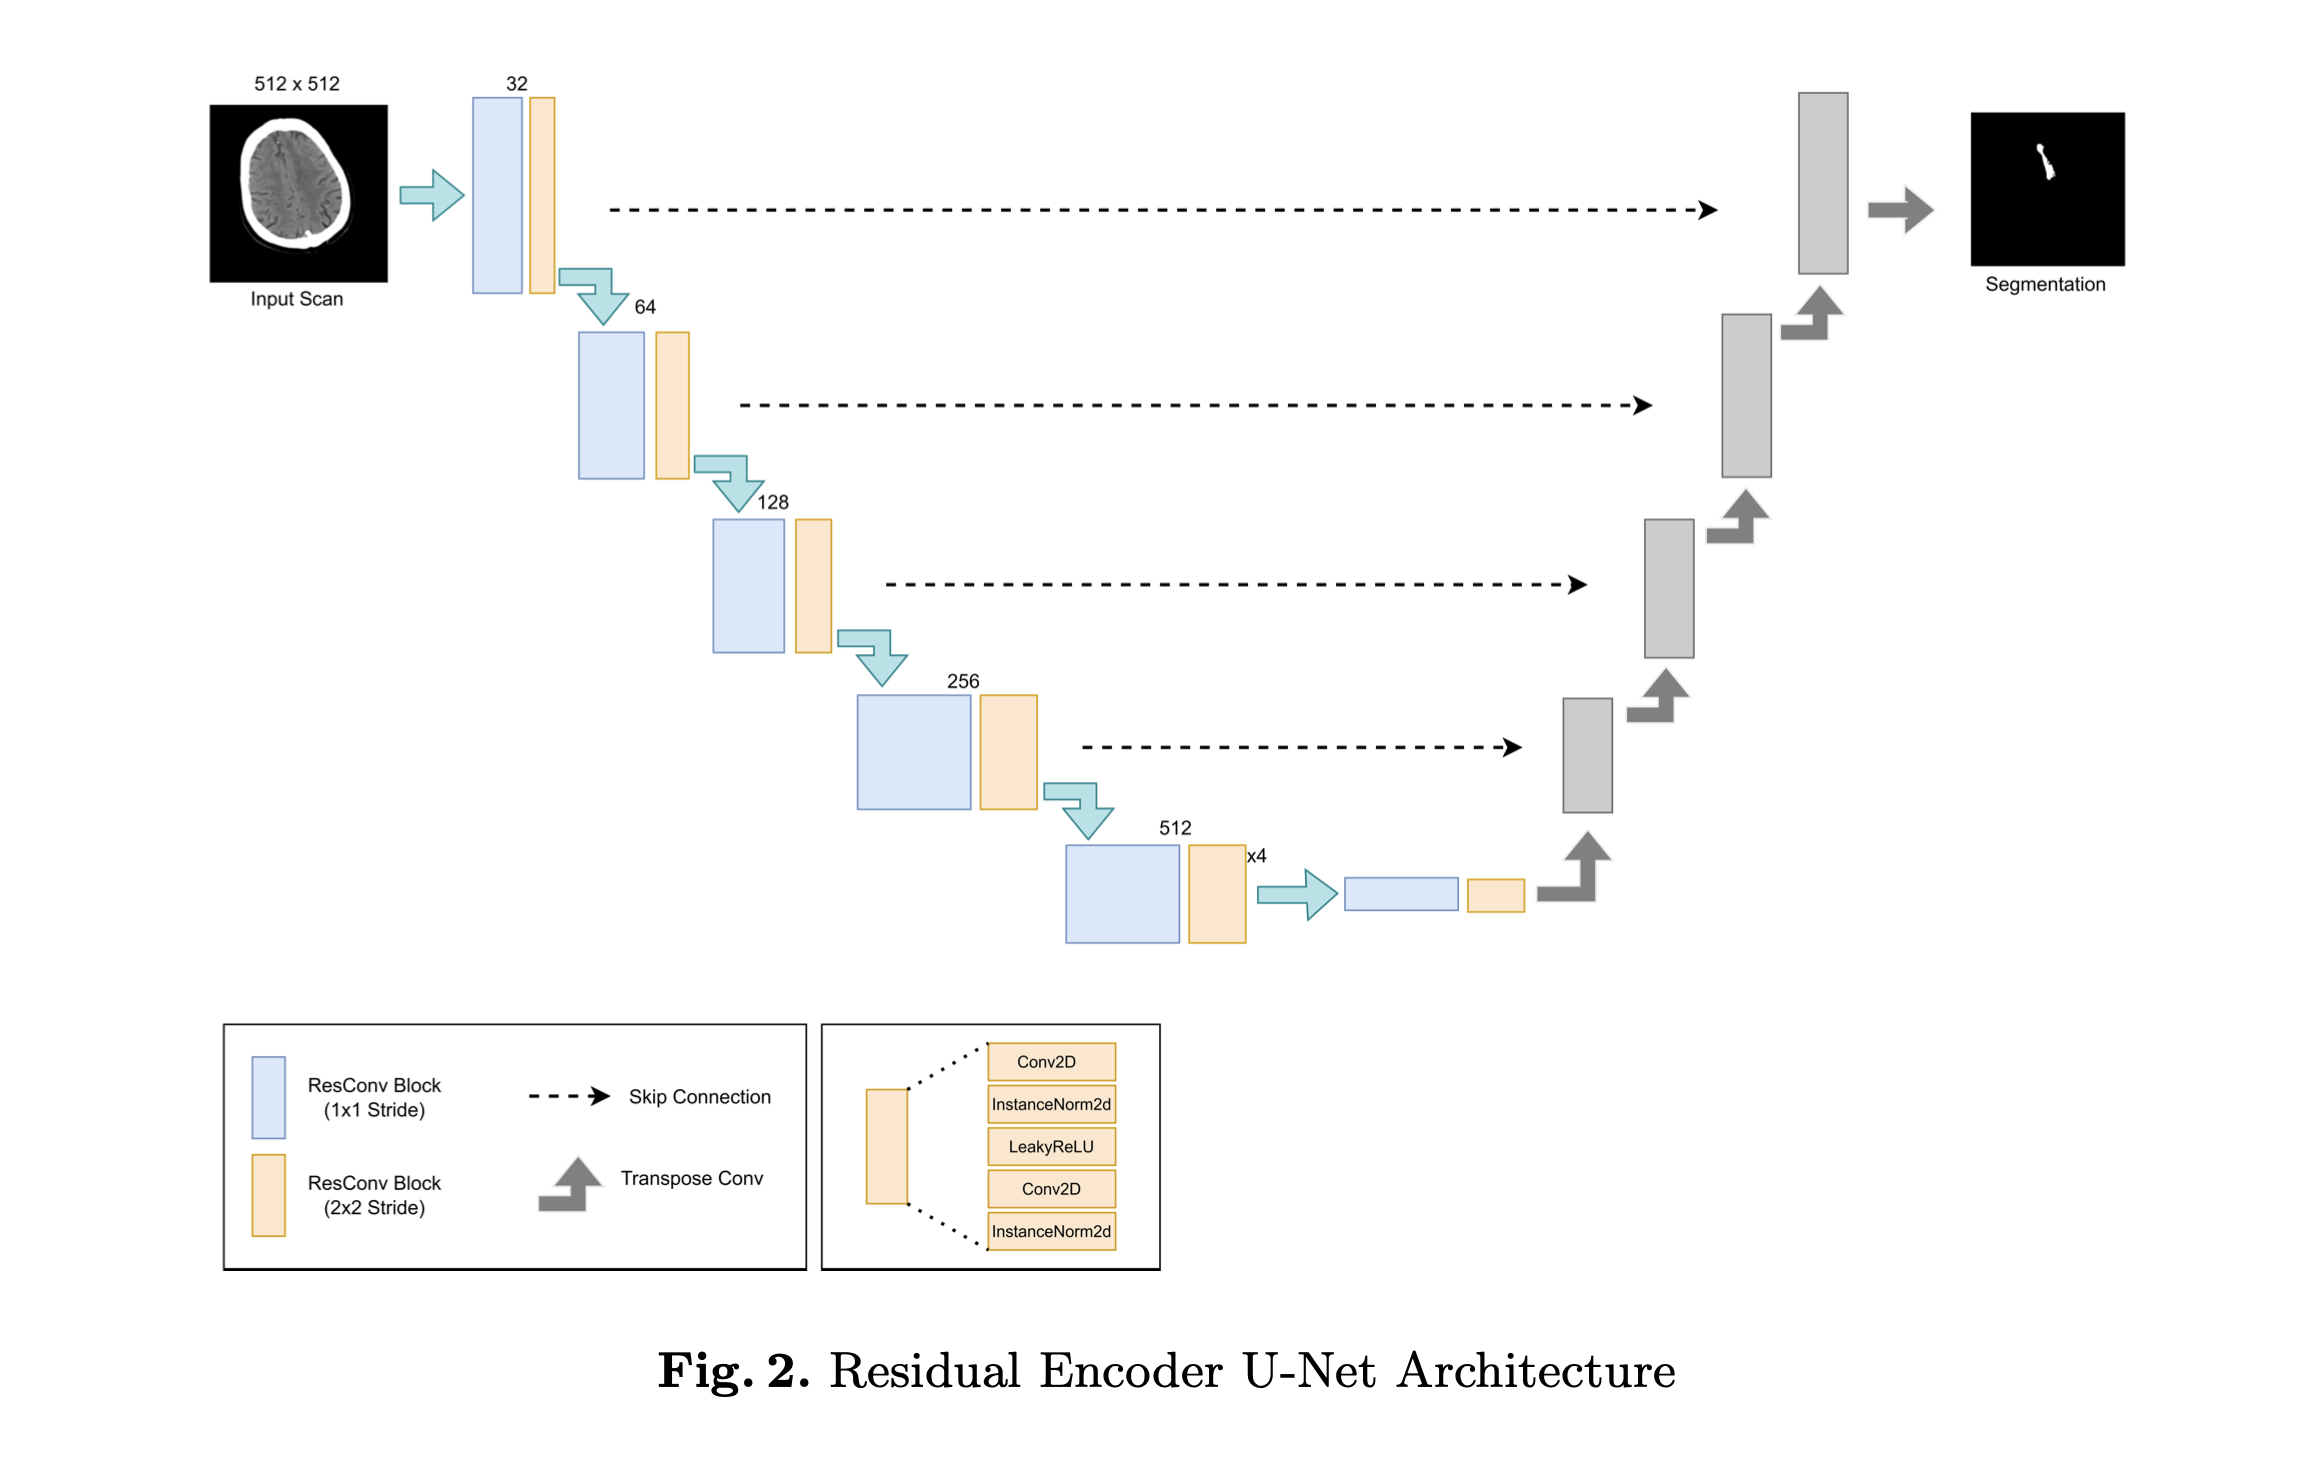 512 x 512
Input Scan
32
64
128
256
512
x4
Segmentation
ResConv Block
(1x1 Stride)
ResConv Block
(2x2 Stride)
Skip Connection
Transpose Conv
Conv2D
InstanceNorm2d
LeakyReLU
Conv2D
InstanceNorm2d
Fig. 2. Residual Encoder U-Net Architecture